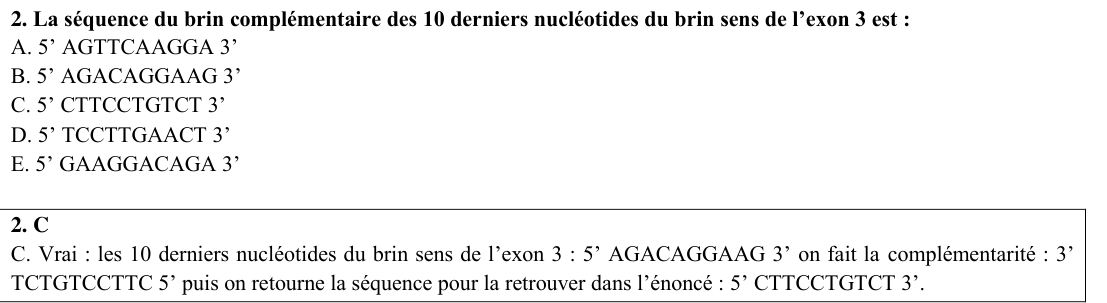 2. La séquence du brin complémentaire des 10 derniers nucléotides du brin sens de l’exon 3 est :
A. 5’ AGTTCAAGGA 3’
B. 5’ AGACAGGAAG 3’
C. 5’ CTTCCTGTCT 3’
D. 5’ TCCTTGAACT 3’
E. 5’ GAAGGACAGA 3’
2. C
C. Vrai : les 10 derniers nucléotides du brin sens de l’exon 3 : 5’ AGACAGGAAG 3’ on fait la complémentarité : 3’
TCTGTCCTTC 5’ puis on retourne la séquence pour la retrouver dans l’énoncé : 5’ CTTCCTGTCT 3’.